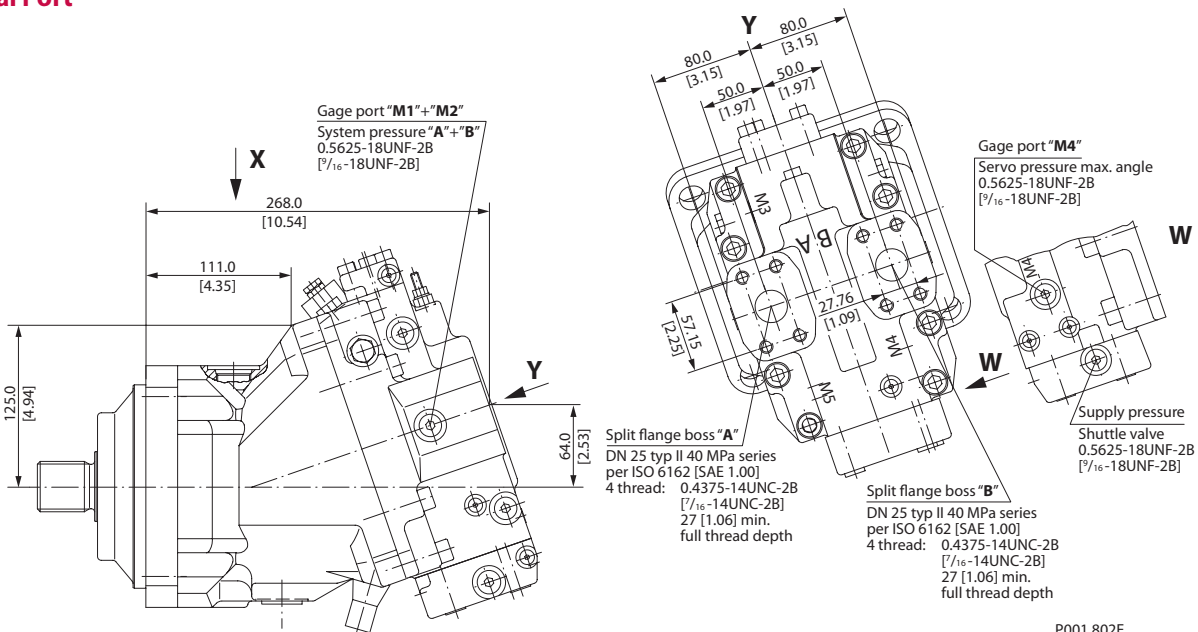 Gage port "M1"+"M2"
System pressure "A"+"B"
0.5625-18UNF-2B
[9/16-18UNF-2B]
X
268.0
[10.54]
111.0
[4.35]
125.0
[4.94]
Y
64.0
[2.53]
Y
80.0
[3.15]
80.0
[3.15]
50.0
[1.97]
50.0
[1.97]
M3
B A
27.76
[1.09]
57.15
[2.25]
M4
M5
W
Gage port "M4"
Servo pressure max. angle
0.5625-18UNF-2B
[9/16-18UNF-2B]
W
M4
Supply pressure
Shuttle valve
0.5625-18UNF-2B
[9/16-18UNF-2B]
Split flange boss "A"
DN 25 typ II 40 MPa series
per ISO 6162 [SAE 1.00]
4 thread: 0.4375-14UNC-2B
[7/16-14UNC-2B]
27 [1.06] min.
full thread depth
Split flange boss "B"
DN 25 typ II 40 MPa series
per ISO 6162 [SAE 1.00]
4 thread: 0.4375-14UNC-2B
[7/16-14UNC-2B]
27 [1.06] min.
full thread depth